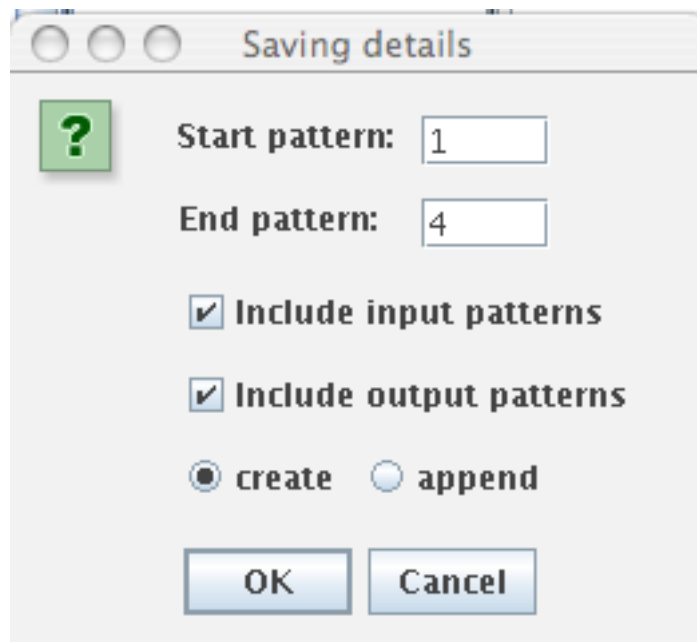 Saving details
?
Start pattern: 1
End pattern: 4
Include input patterns
Include output patterns
create append
OK Cancel